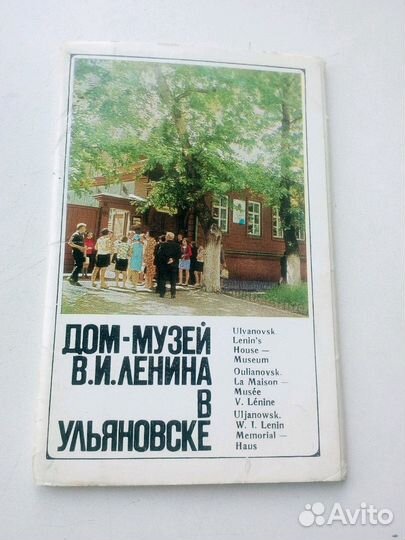 ДОМ-МУЗЕЙ
В.И.ЛЕНИНА
В
УЛЬЯНОВСКЕ
Ulyanovsk.
Lenin's
House —
Museum
Oulianovsk.
La Maison —
Musée
V. Lénine
Uljanowsk.
W. I. Lenin
Memorial —
Haus
Avito